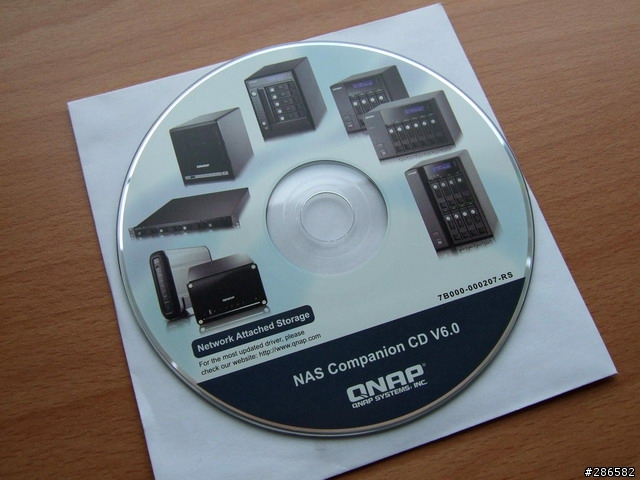 7B000-000207-RS
Network Attached Storage
For the most updated driver, please
check our website: http://www.qnap.com
NAS Companion CD V6.0
QNAP
QNAP SYSTEMS, INC.
#286582